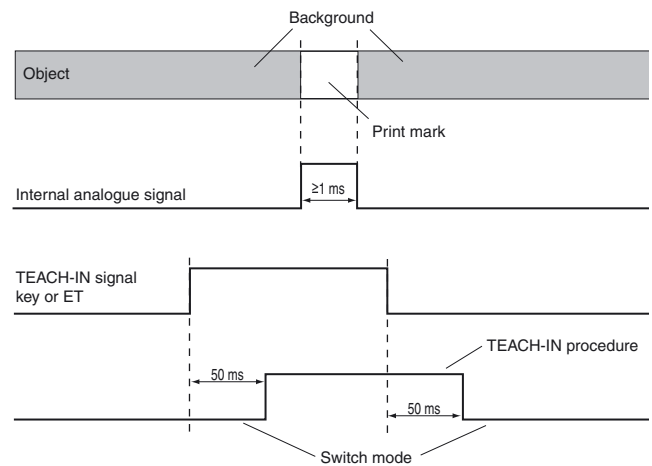 Background
Object
Print mark
≥1 ms
Internal analogue signal
TEACH-IN signal
key or ET
TEACH-IN procedure
50 ms
50 ms
Switch mode